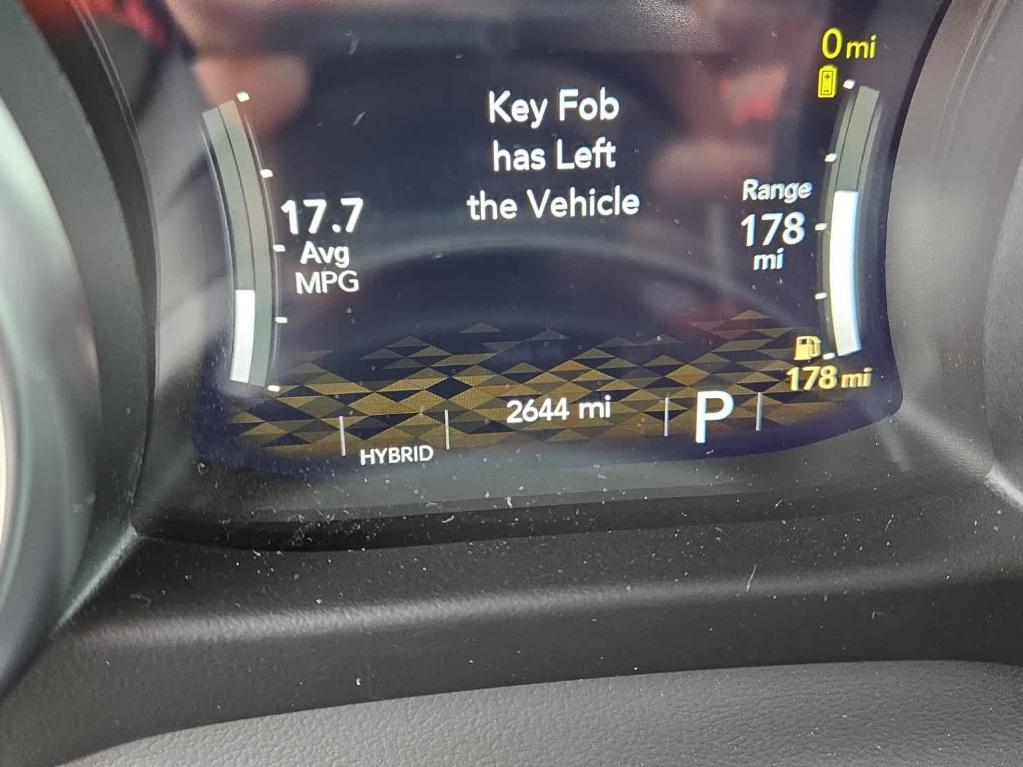 0 mi
Key Fob
has Left
the Vehicle
17.7
Avg
MPG
Range
178
mi
178 mi
2644 mi
P
HYBRID